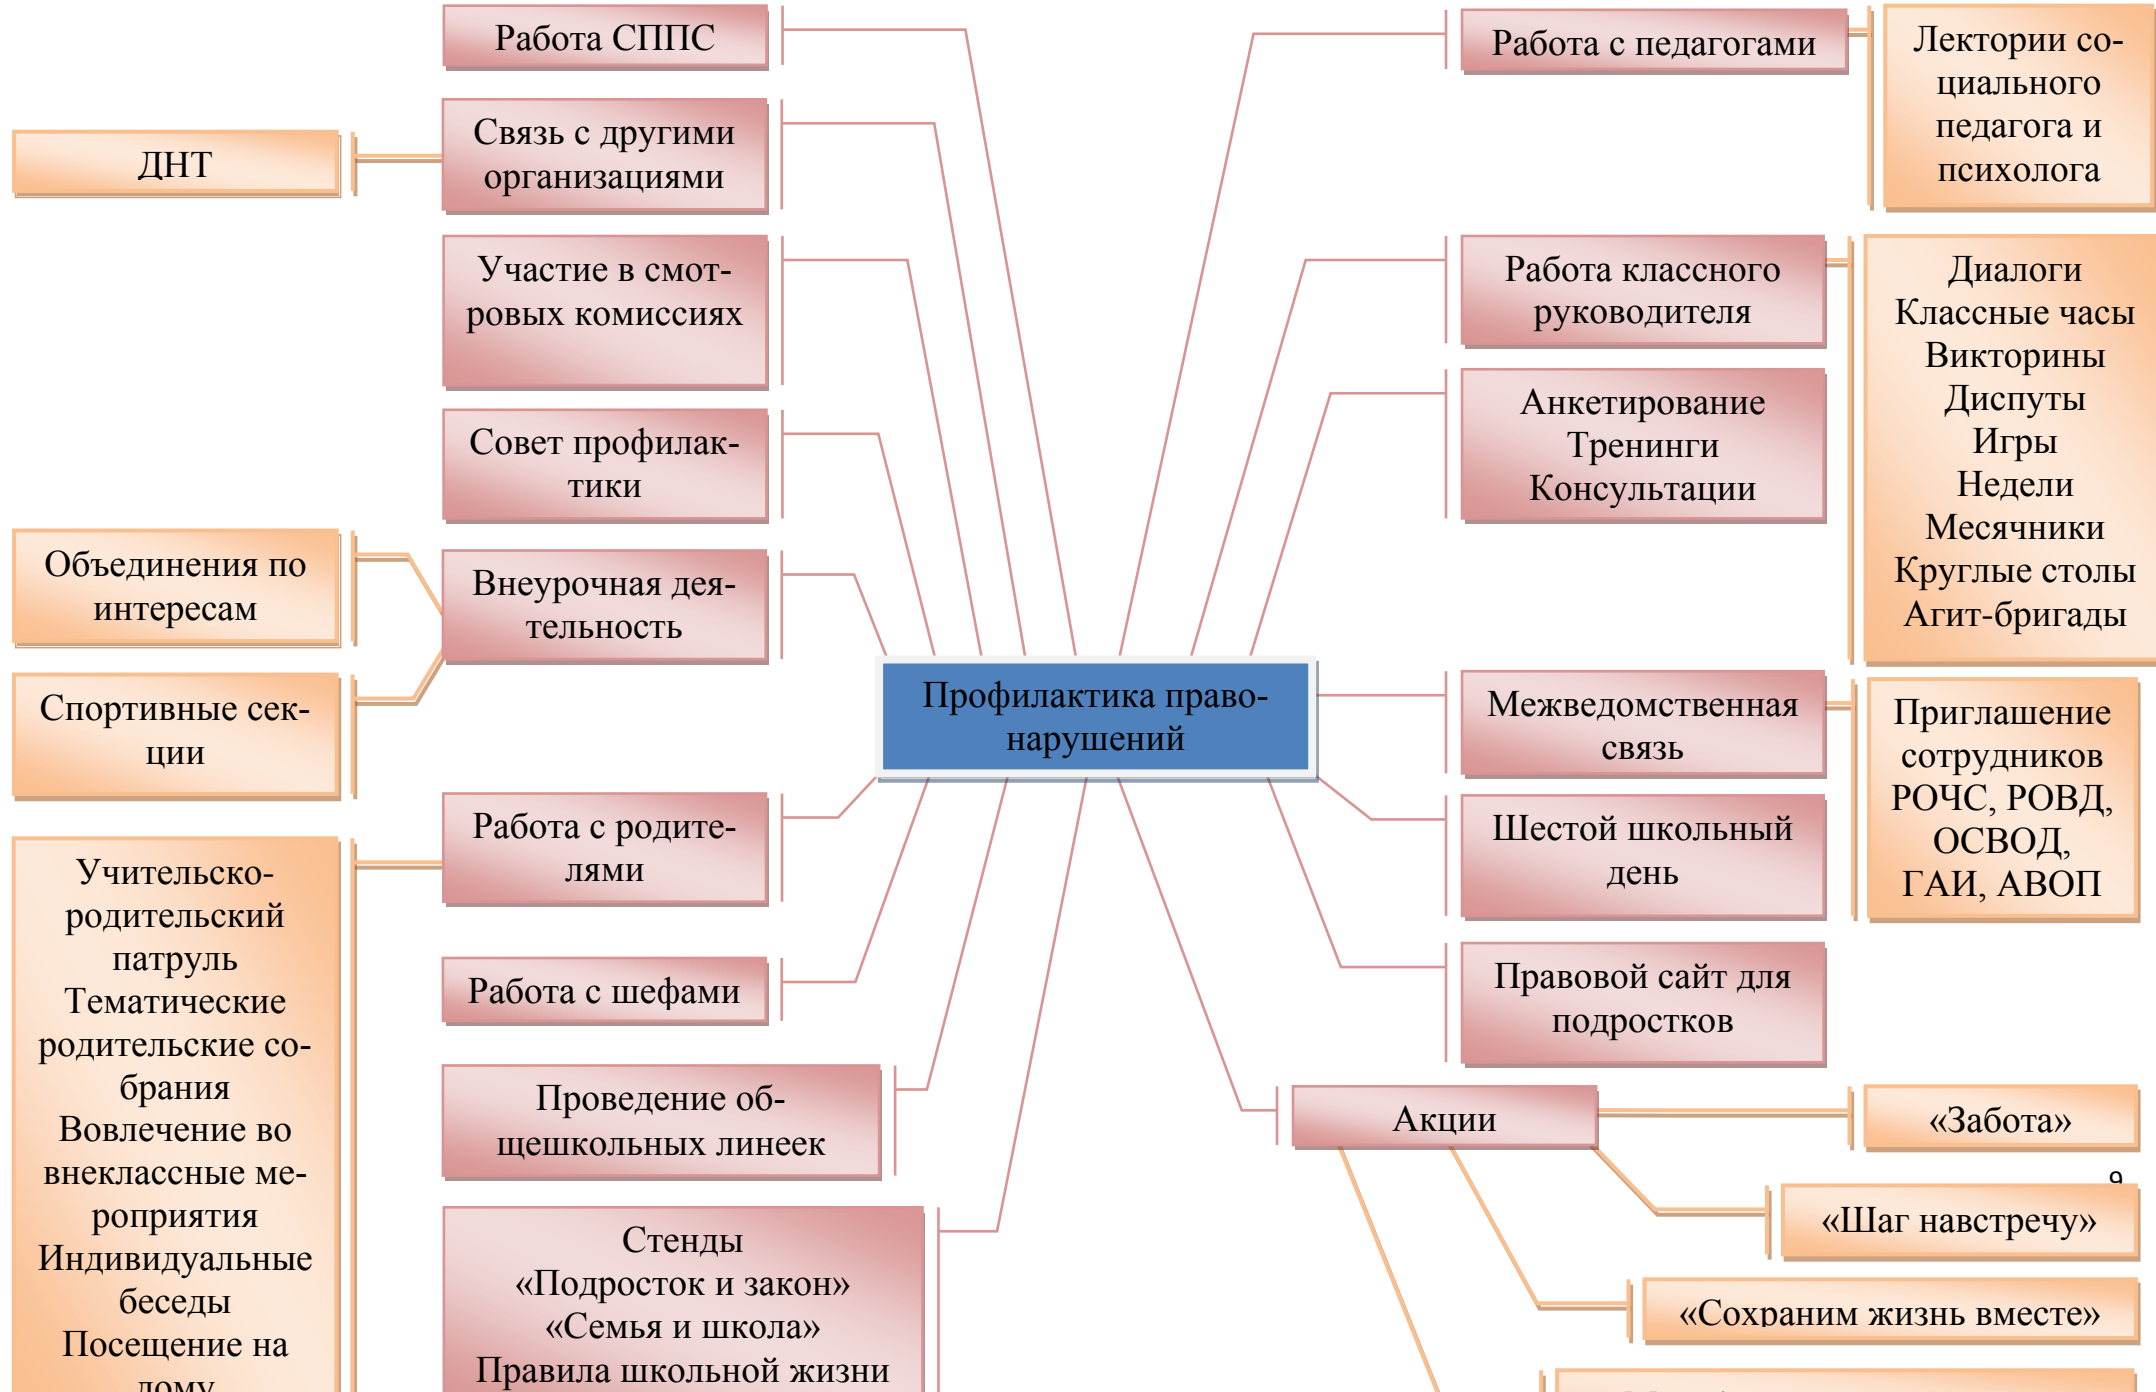 Работа СППС
Связь с другими
организациями
ДНТ
Участие в смот-
ровых комиссиях
Совет профилак-
тики
Внеурочная дея-
тельность
Объединения по
интересам
Спортивные сек-
ции
Работа с родите-
лями
Учительско-
родительский
патруль
Тематические
родительские со-
брания
Вовлечение во
внеклассные ме-
роприятия
Индивидуальные
беседы
Посещение на
дому
Работа с шефами
Проведение об-
щешкольных линеек
Стенды
«Подросток и закон»
«Семья и школа»
Правила школьной жизни
Профилактика право-
нарушений
Работа с педагогами
Лектории со-
циального
педагога и
психолога
Работа классного
руководителя
Диалоги
Классные часы
Викторины
Диспуты
Игры
Недели
Месячники
Круглые столы
Агит-бригады
Анкетирование
Тренинги
Консультации
Межведомственная
связь
Приглашение
сотрудников
РОЧС, РОВД,
ОСВОД,
ГАИ, АВОП
Шестой школьный
день
Правовой сайт для
подростков
Акции
«Забота»
9
«Шаг навстречу»
«Сохраним жизнь вместе»